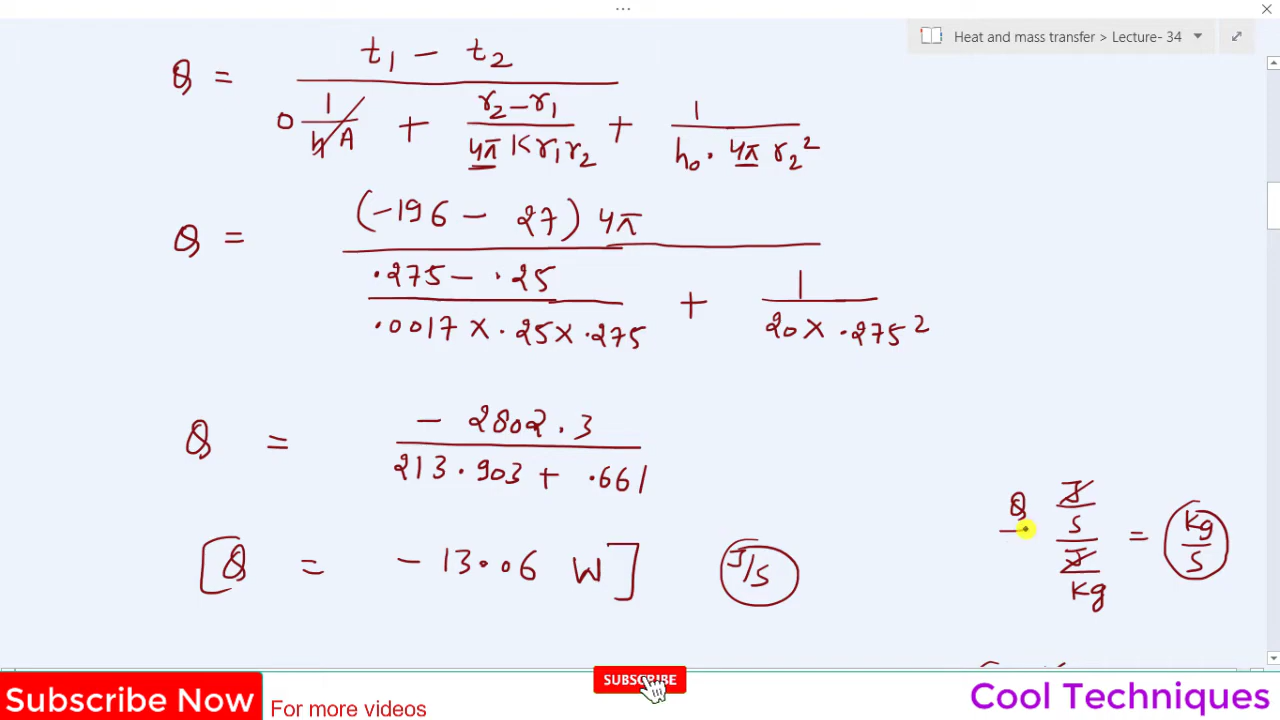 Heat and mass transfer > Lecture- 34
Q = t₁ - t₂ / (0 1/hA + r₂-r₁/4π K r₁r₂ + 1/h₀ · 4π r₂²)
Q = (-196 - 27) 4π / (.275 - .25/.0017 x .25 x .275 + 1/20 x .275²)
Q = - 2802.3 / 213.903 + .661
[Q = - 13.06 W] J/s
Q J/s / J/kg = kg/s
SUBSCRIBE
Subscribe Now For more videos
Cool Techniques